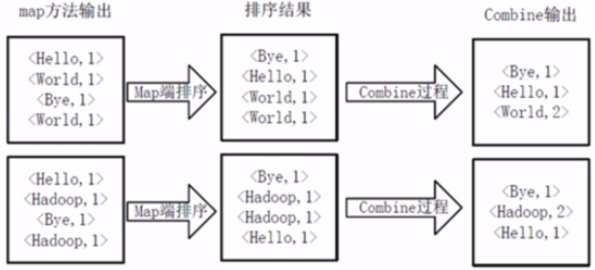 map方法输出
排序结果
Combine输出
<Hello,1>
<World,1>
<Bye,1>
<World,1>
Map端排序
<Bye,1>
<Hello,1>
<World,1>
<World,1>
Combine过程
<Bye,1>
<Hello,1>
<World,2>
<Hello,1>
<Hadoop,1>
<Bye,1>
<Hadoop,1>
Map端排序
<Bye,1>
<Hadoop,1>
<Hadoop,1>
<Hello,1>
Combine过程
<Bye,1>
<Hadoop,2>
<Hello,1>